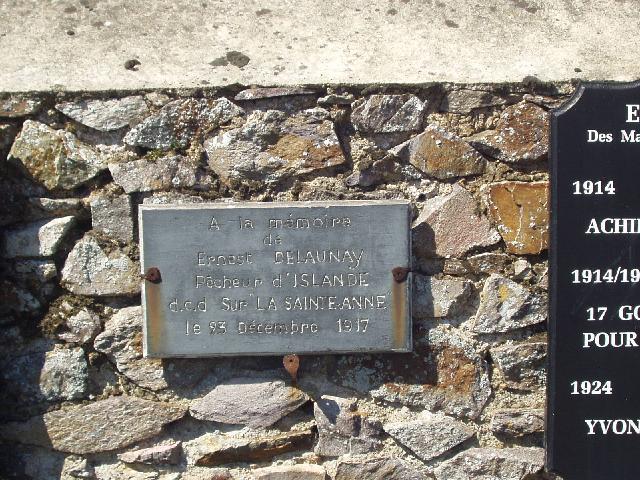 A la mémoire
de
Ernest DELAUNAY
Pêcheur d'ISLANDE
d.c.d Sur "LA SAINTE ANNE"
le 23 Décembre 1917
E
Des Ma
1914
ACHI
1914/19
17 GO
POUR
1924
YVON